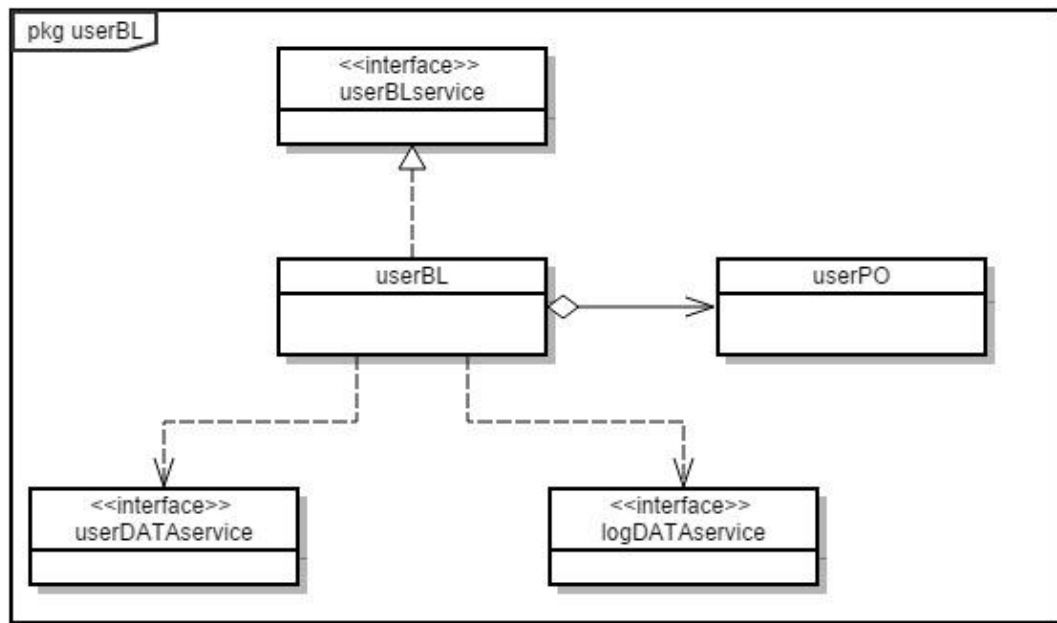 pkg userBL
<<interface>>
userBLservice
userBL
userPO
<<interface>>
userDATAservice
<<interface>>
logDATAservice